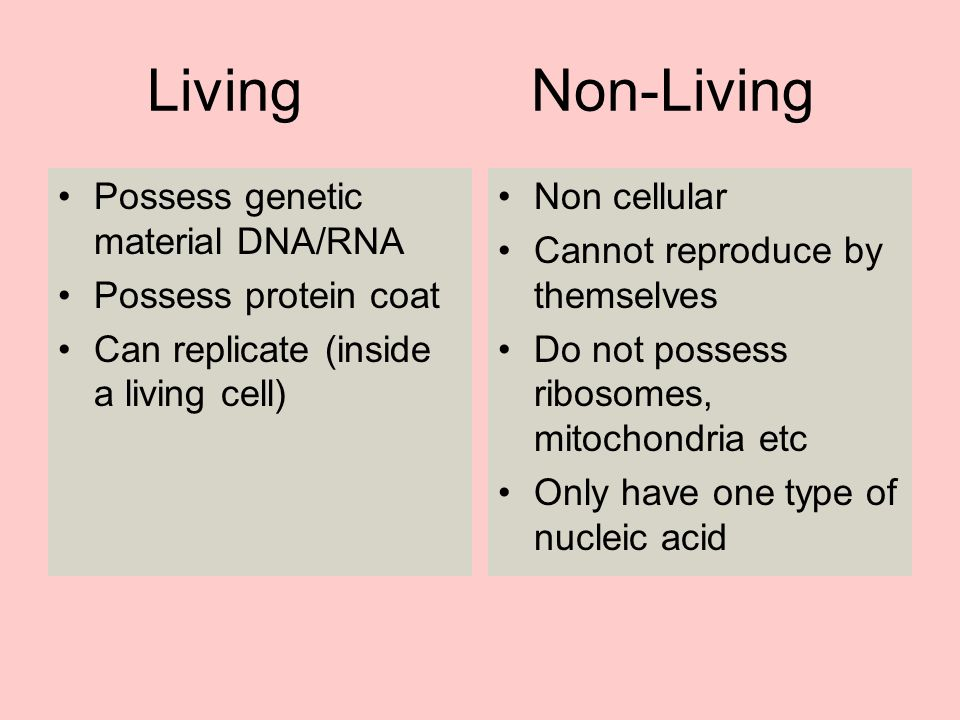 Living Non-Living
• Possess genetic
material DNA/RNA
• Possess protein coat
• Can replicate (inside
a living cell)
• Non cellular
• Cannot reproduce by
themselves
• Do not possess
ribosomes,
mitochondria etc
• Only have one type of
nucleic acid